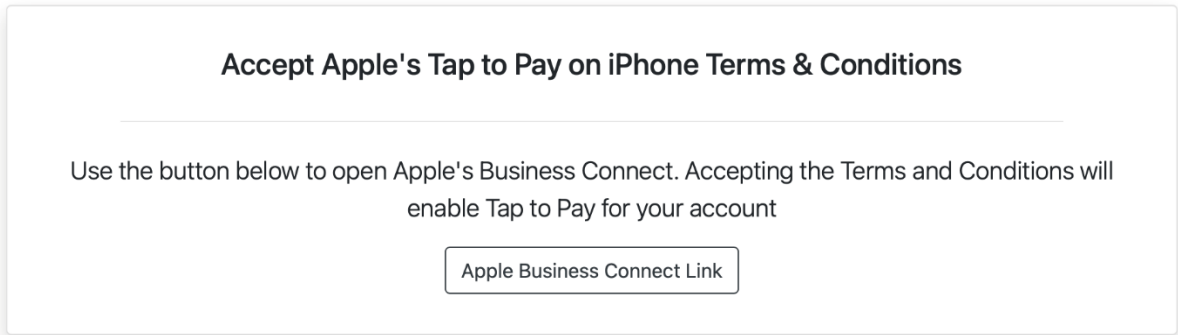 Accept Apple's Tap to Pay on iPhone Terms & Conditions
Use the button below to open Apple's Business Connect. Accepting the Terms and Conditions will
enable Tap to Pay for your account
Apple Business Connect Link